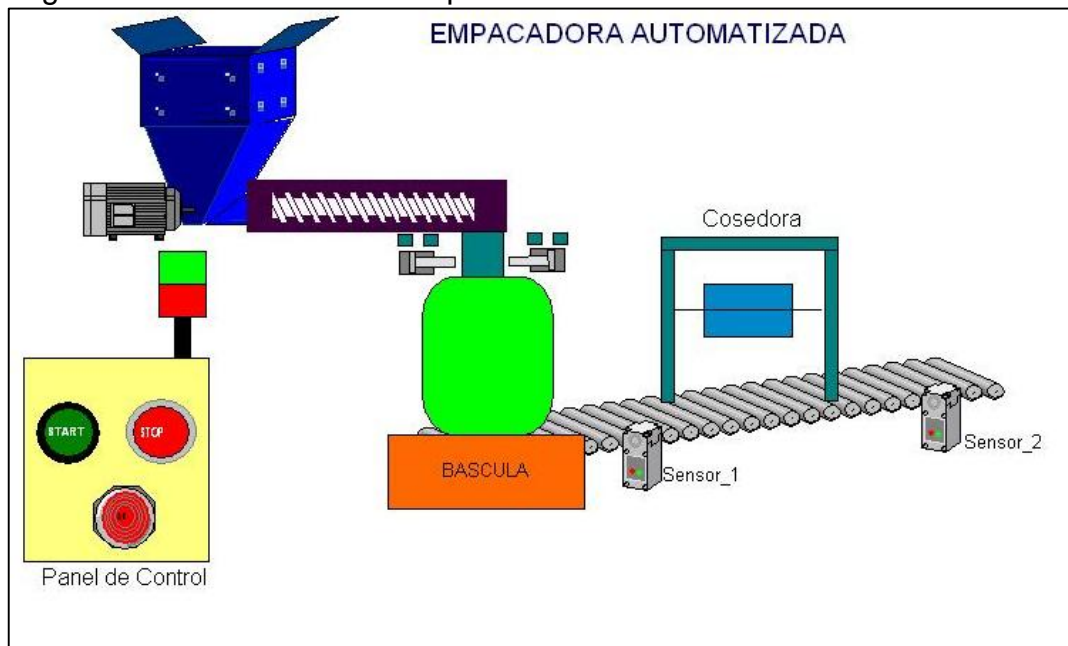 EMPACADORA AUTOMATIZADA
Cosedora
START
STOP
BASCULA
Sensor_1
Sensor_2
Panel de Control